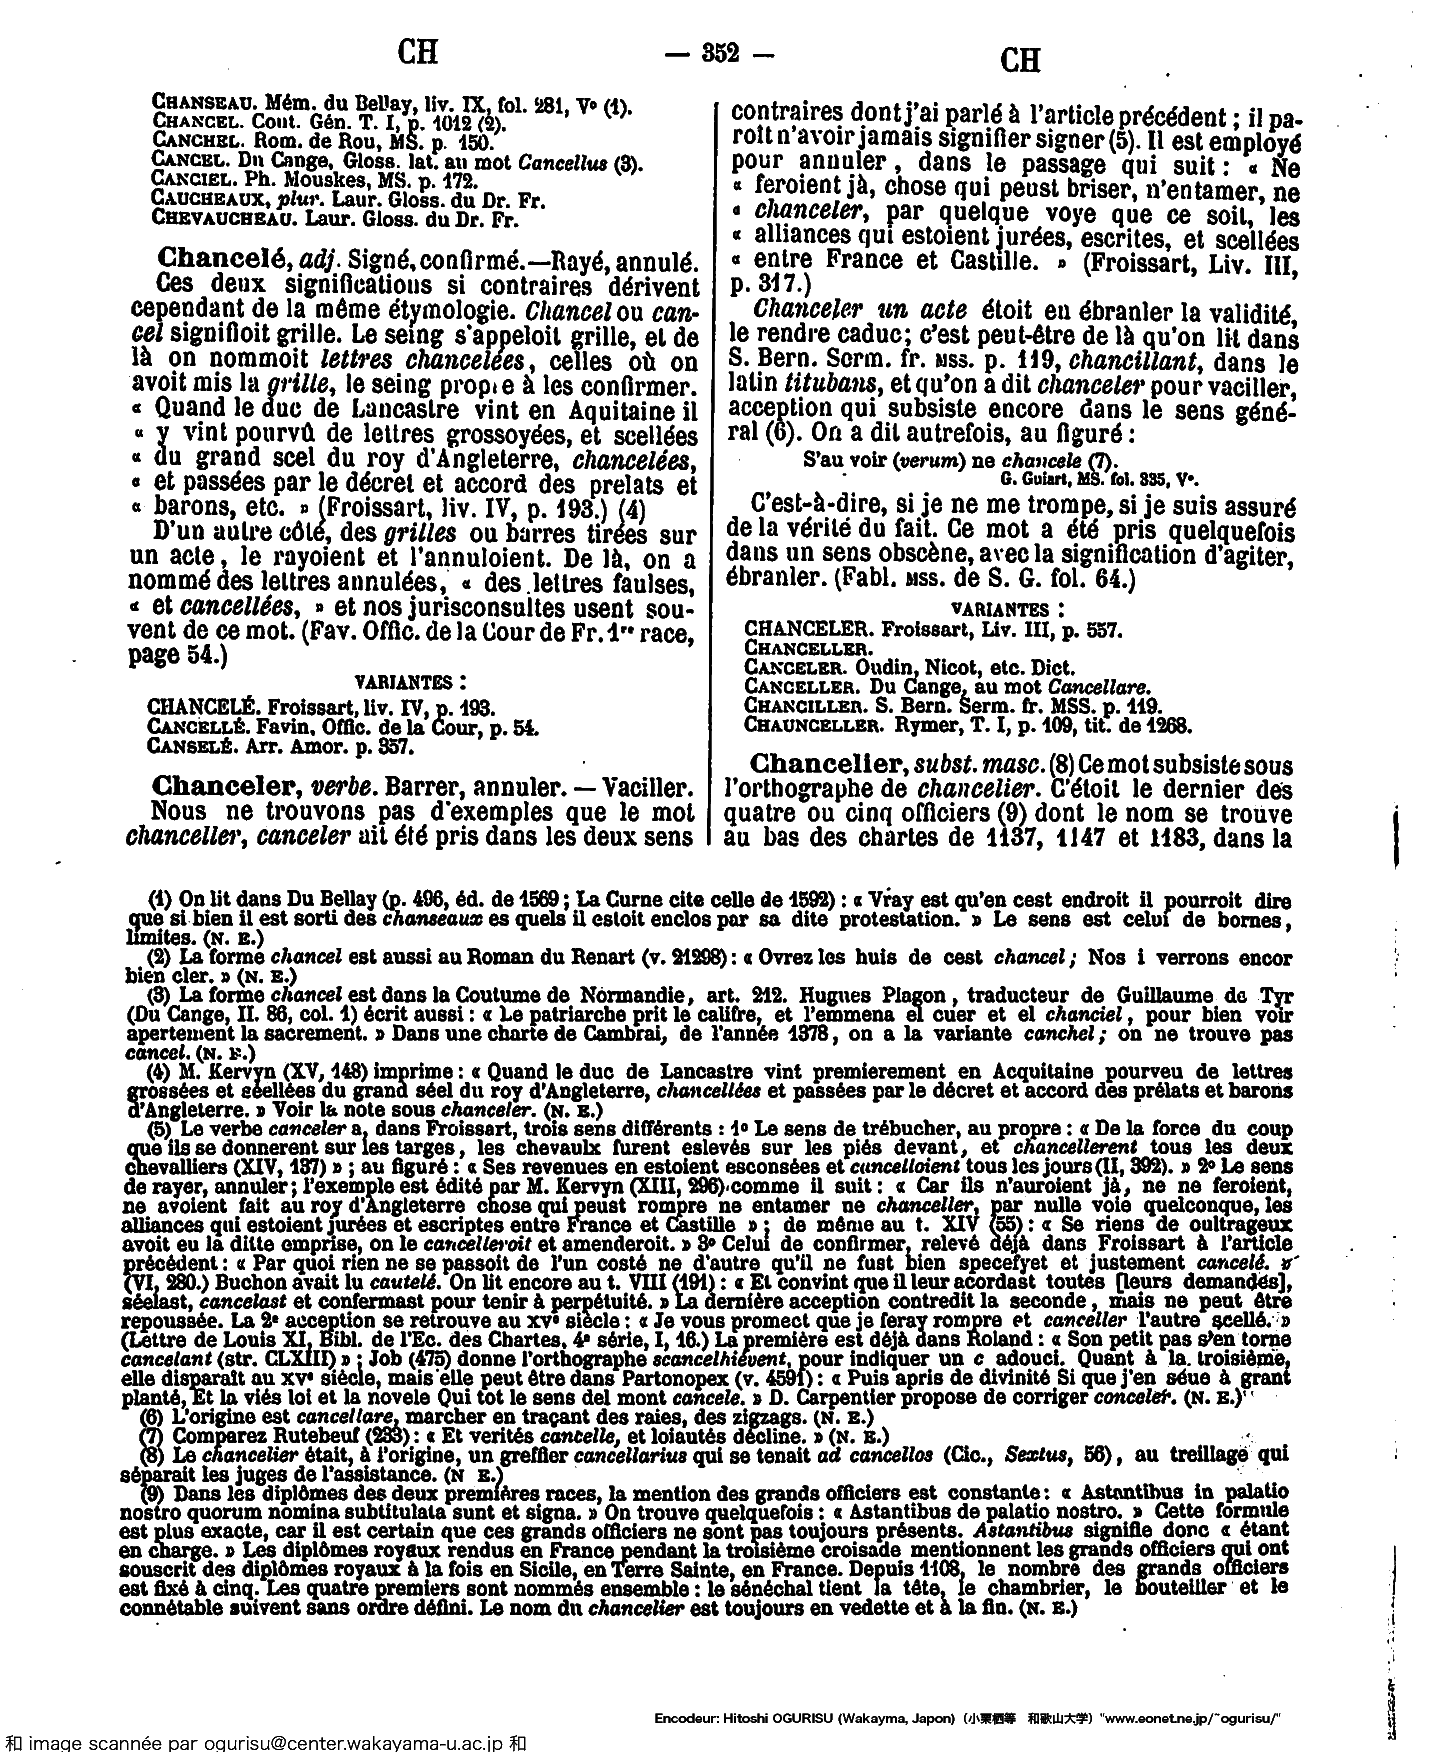 CH
— 352 —
CH
CHANSEAU. Mém. du Bellay, liv. IX, fol. 281, Vº (1).
CHANCEL. Cout. Gén. T. I, p. 1012 (2).
CANCHEL. Rom. de Rou, MS. p. 150.
CANCEL. Du Cange, Gloss. lat. au mot Cancellus (3).
CANCIEL. Ph. Mouskes, MS. p. 172.
CAUCHEAUX, plur. Laur. Gloss. du Dr. Fr.
CHEVAUCHEAU. Laur. Gloss. du Dr. Fr.
Chancelé, adj. Signé, confirmé.—Rayé, annulé.
Ces deux significations si contraires dérivent
cependant de la même étymologie. Chancel ou can-
cel signifioit grille. Le seing s'appeloit grille, et de
là on nommoit lettres chancelées, celles où on
avoit mis la grille, le seing propre à les confirmer.
« Quand le duc de Lancastre vint en Aquitaine il
« y vint pourvû de lettres grossoyées, et scellées
« du grand scel du roy d'Angleterre, chancelées,
« et passées par le décret et accord des prelats et
« barons, etc. » (Froissart, liv. IV, p. 193.) (4)
D'un autre côté, des grilles ou barres tirées sur
un acte, le rayoient et l'annuloient. De là, on a
nommé des lettres annulées, « des lettres faulses,
« et cancellées, » et nos jurisconsultes usent sou-
vent de ce mot. (Fav. Offic. de la Cour de Fr. 1re race,
page 54.)
VARIANTES :
CHANCELÉ. Froissart, liv. IV, p. 193.
CANCELLÉ. Favin, Offic. de la Cour, p. 54.
CANSELÉ. Arr. Amor. p. 357.
Chanceler, verbe. Barrer, annuler. — Vaciller.
Nous ne trouvons pas d'exemples que le mot
chanceller, canceler ait été pris dans les deux sens
contraires dont j'ai parlé à l'article précédent ; il pa-
roit n'avoir jamais signifier signer (5). Il est employé
pour annuler, dans le passage qui suit : « Ne
« feroient jà, chose qui peust briser, n'entamer, ne
« chanceler, par quelque voye que ce soit, les
« alliances qui estoient jurées, escrites, et scellées
« entre France et Castille. » (Froissart, Liv. III,
p. 317.)
Chanceler un acte étoit en ébranler la validité,
le rendre caduc; c'est peut-être de là qu'on lit dans
S. Bern. Serm. fr. MSS. p. 119, chancillant, dans le
latin titubans, et qu'on a dit chanceler pour vaciller,
acception qui subsiste encore dans le sens géné-
ral (6). On a dit autrefois, au figuré :
S'au voir (verum) ne chancele (7).
G. Guiart, MS. fol. 335, Vº.
C'est-à-dire, si je ne me trompe, si je suis assuré
de la vérité du fait. Ce mot a été pris quelquefois
dans un sens obscène, avec la signification d'agiter,
ébranler. (Fabl. MSS. de S. G. fol. 64.)
VARIANTES :
CHANCELER. Froissart, Liv. III, p. 557.
CHANCELLER.
CANCELER. Oudin, Nicot, etc. Dict.
CANCELLER. Du Cange, au mot Cancellare.
CHANCILLER. S. Bern. Serm. fr. MSS. p. 119.
CHAUNCELLER. Rymer, T. I, p. 109, tit. de 1268.
Chancelier, subst. masc. (8) Ce mot subsiste sous
l'orthographe de chancelier. C'étoit le dernier des
quatre ou cinq officiers (9) dont le nom se trouve
au bas des chartes de 1137, 1147 et 1183, dans la
(1) On lit dans Du Bellay (p. 496, éd. de 1569 ; La Curne cite celle de 1592) : « Vray est qu'en cest endroit il pourroit dire
que si bien il est sorti des chanseaux es quels il estoit enclos par sa dite protestation. » Le sens est celui de bornes,
limites. (N. E.)
(2) La forme chancel est aussi au Roman du Renart (v. 21298) : « Ovrez les huis de cest chancel ; Nos i verrons encor
bien cler. » (N. E.)
(3) La forme chancel est dans la Coutume de Normandie, art. 212. Hugues Plagon, traducteur de Guillaume de Tyr
(Du Cange, II. 86, col. 1) écrit aussi : « Le patriarche prit le califre, et l'emmena el cuer et el chanciel, pour bien voir
apertement la sacrement. » Dans une charte de Cambrai, de l'année 1378, on a la variante canchel ; on ne trouve pas
cancel. (N. E.)
(4) M. Kervyn (XV, 148) imprime : « Quand le duc de Lancastre vint premierement en Acquitaine pourveu de lettres
grossées et séellées du grand séel du roy d'Angleterre, chancellées et passées par le décret et accord des prélats et barons
d'Angleterre. » Voir la note sous chanceler. (N. E.)
(5) Le verbe canceler a, dans Froissart, trois sens différents : 1º Le sens de trébucher, au propre : « De la force du coup
que ils se donnerent sur les targes, les chevaulx furent eslevés sur les piés devant, et chancellerent tous les deux
chevalliers (XIV, 137) » ; au figuré : « Ses revenues en estoient esconsées et cancelloient tous les jours (II, 392). » 2º Le sens
de rayer, annuler ; l'exemple est édité par M. Kervyn (XIII, 296) comme il suit : « Car ils n'auroient jà, ne ne feroient,
ne avoient fait au roy d'Angleterre chose qui peust rompre ne entamer ne chanceller, par nulle voie quelconque, les
alliances qui estoient jurées et escriptes entre France et Castille » ; de même au t. XIV (55) : « Se riens de oultrageux
avoit eu la ditte emprise, on le cancelleroit et amenderoit. » 3º Celui de confirmer, relevé déjà dans Froissart à l'article
précédent : « Par quoi rien ne se passoit de l'un costé ne d'autre qu'il ne fust bien specefyet et justement cancelé. »
(VI, 280.) Buchon avait lu cautelé. On lit encore au t. VIII (191) : « Et convint que il leur acordast toutes [leurs demandes],
séelast, cancelast et confermast pour tenir à perpétuité. » La dernière acception contredit la seconde, mais ne peut être
repoussée. La 2e acception se retrouve au XVe siècle : « Je vous promect que je feray rompre et canceller l'autre scellé. »
(Lettre de Louis XI, Bibl. de l'Ec. des Chartes, 4e série, I, 16.) La première est déjà dans Roland : « Son petit pas s'en torne
cancelant (str. CLXIII) » ; Job (475) donne l'orthographe scancelhièvent, pour indiquer un c adouci. Quant à la troisième,
elle disparaît au XVe siècle, mais elle peut être dans Partonopex (v. 4591) : « Puis apris de divinité Si que j'en séue à grant
planté, Et la viés loi et la novele Qui tot le sens del mont cancele. » D. Carpentier propose de corriger conceler. (N. E.)
(6) L'origine est cancellare, marcher en traçant des raies, des zigzags. (N. E.)
(7) Comparez Rutebeuf (233) : « Et verités cancelle, et loiautés décline. » (N. E.)
(8) Le chancelier était, à l'origine, un greffier cancellarius qui se tenait ad cancellos (Cic., Sextus, 56), au treillage qui
séparait les juges de l'assistance. (N E.)
(9) Dans les diplômes des deux premières races, la mention des grands officiers est constante : « Astantibus in palatio
nostro quorum nomina subtitulata sunt et signa. » On trouve quelquefois : « Astantibus de palatio nostro. » Cette formule
est plus exacte, car il est certain que ces grands officiers ne sont pas toujours présents. Astantibus signifie donc « étant
en charge. » Les diplômes royaux rendus en France pendant la troisième croisade mentionnent les grands officiers qui ont
souscrit des diplômes royaux à la fois en Sicile, en Terre Sainte, en France. Depuis 1108, le nombre des grands officiers
est fixé à cinq. Les quatre premiers sont nommés ensemble : le sénéchal tient la tête, le chambrier, le bouteiller et le
connétable suivent sans ordre défini. Le nom du chancelier est toujours en vedette et à la fin. (N. E.)
Encodeur: Hitoshi OGURISU (Wakayma, Japon) (小栗栖等 和歌山大学) "www.eonet.ne.jp/~ogurisu/"
和 image scannée par ogurisu@center.wakayama-u.ac.jp 和